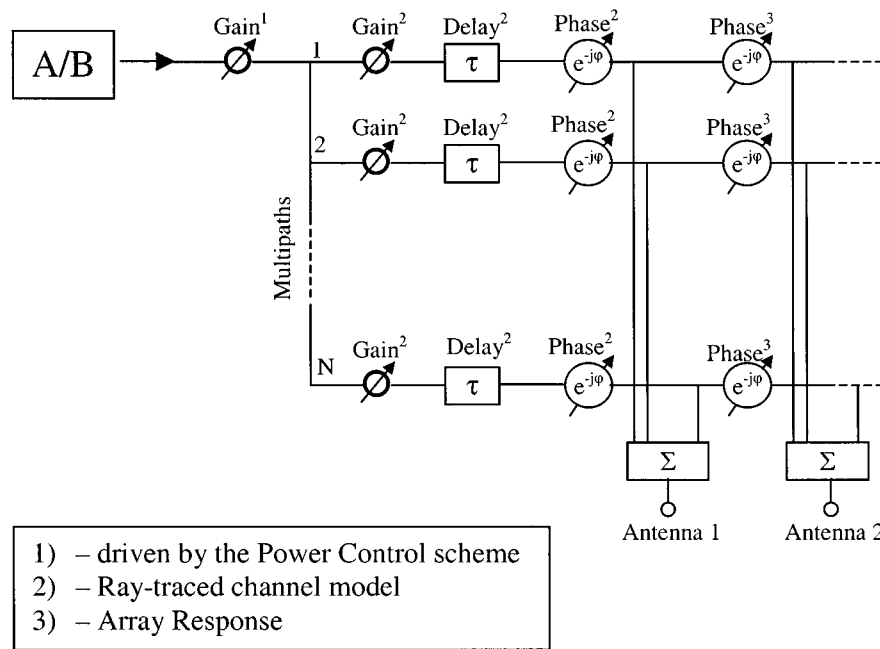 A/B
Gain¹ 1 Gain² Delay² Phase² Phase³
τ e⁻ʲᵠ e⁻ʲᵠ
2 Gain² Delay² Phase² Phase³
τ e⁻ʲᵠ e⁻ʲᵠ
Multipaths
N Gain² Delay² Phase² Phase³
τ e⁻ʲᵠ e⁻ʲᵠ
Σ Σ
Antenna 1 Antenna 2
1) – driven by the Power Control scheme
2) – Ray-traced channel model
3) – Array Response